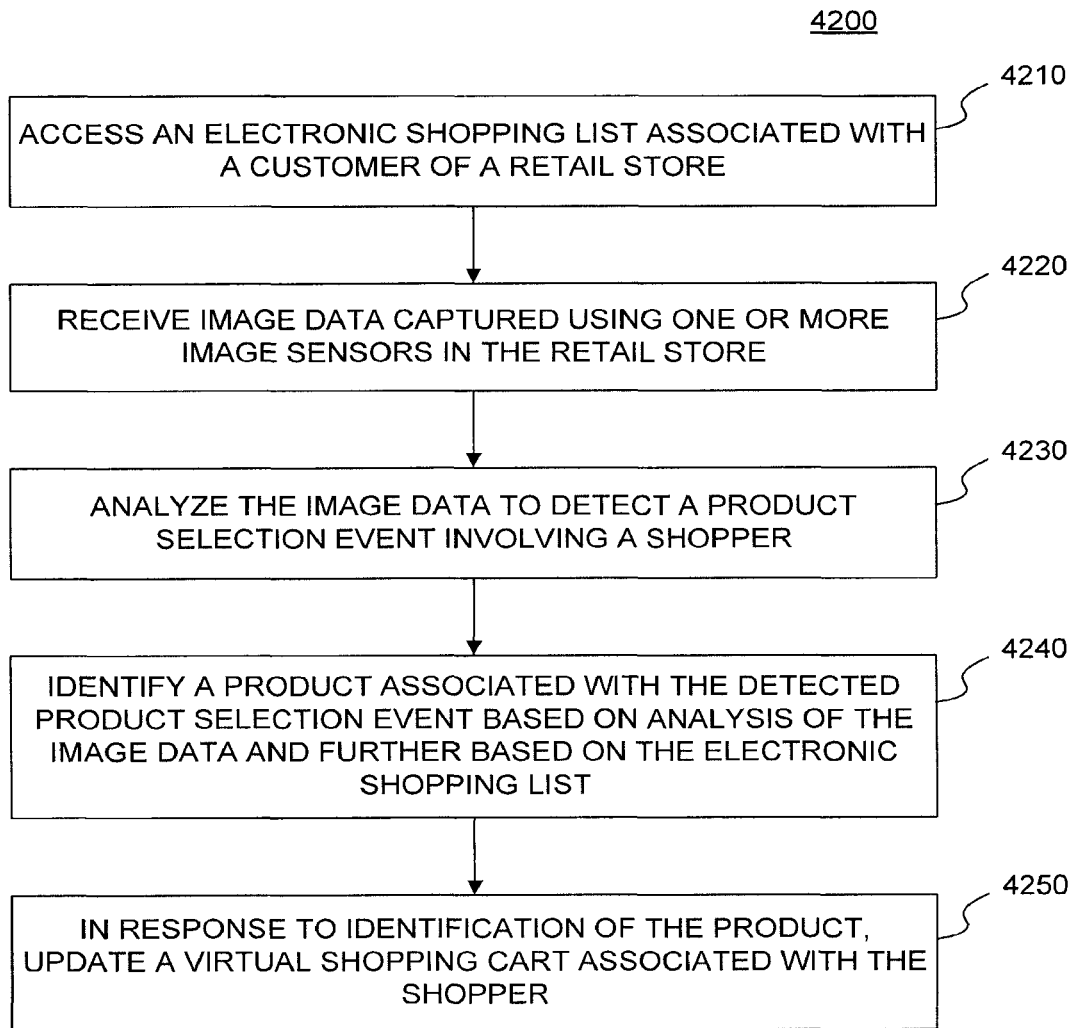 4200
4210
ACCESS AN ELECTRONIC SHOPPING LIST ASSOCIATED WITH
A CUSTOMER OF A RETAIL STORE
4220
RECEIVE IMAGE DATA CAPTURED USING ONE OR MORE
IMAGE SENSORS IN THE RETAIL STORE
4230
ANALYZE THE IMAGE DATA TO DETECT A PRODUCT
SELECTION EVENT INVOLVING A SHOPPER
4240
IDENTIFY A PRODUCT ASSOCIATED WITH THE DETECTED
PRODUCT SELECTION EVENT BASED ON ANALYSIS OF THE
IMAGE DATA AND FURTHER BASED ON THE ELECTRONIC
SHOPPING LIST
4250
IN RESPONSE TO IDENTIFICATION OF THE PRODUCT,
UPDATE A VIRTUAL SHOPPING CART ASSOCIATED WITH THE
SHOPPER